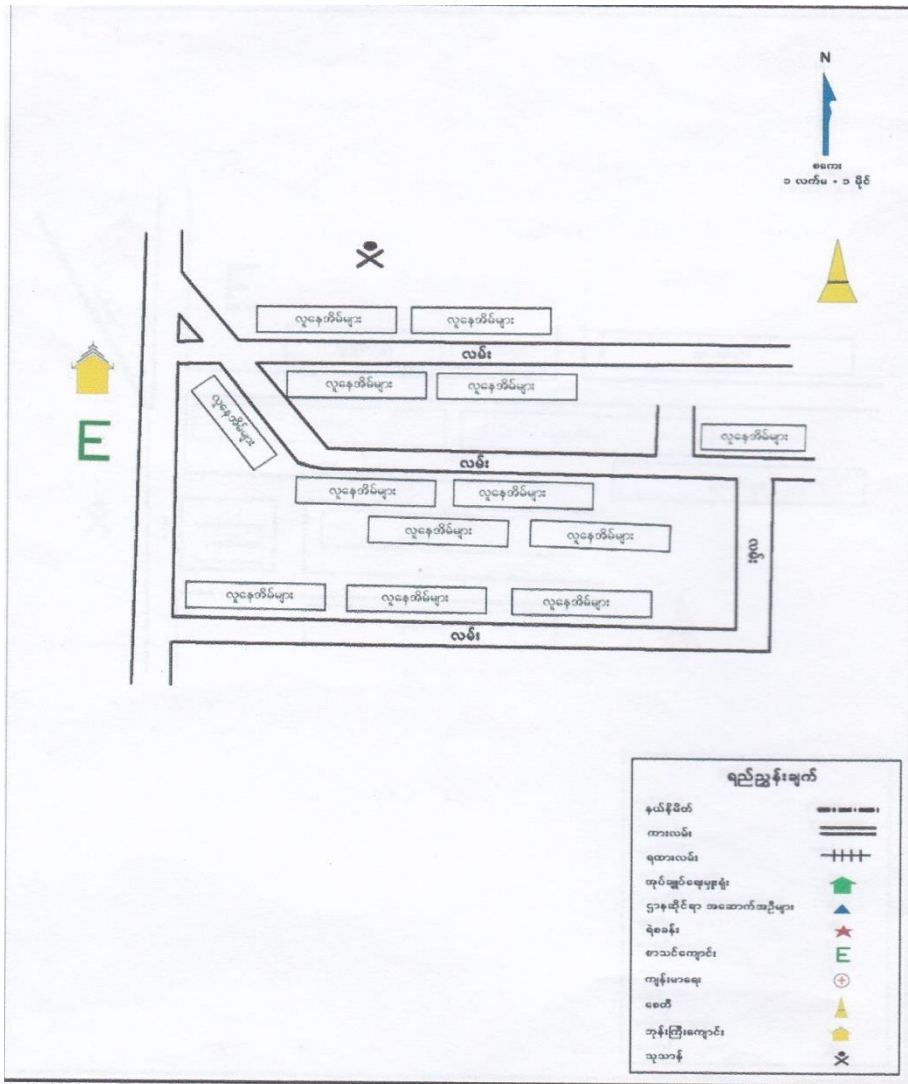 N
စကေး
၁ လက်မ - ၁ မိုင်
လူနေအိမ်များ လူနေအိမ်များ
လမ်း
လူနေအိမ်များ လူနေအိမ်များ
လူနေအိမ်များ
E
လူနေအိမ်များ
လမ်း
လူနေအိမ်များ လူနေအိမ်များ
လူနေအိမ်များ လူနေအိမ်များ
လမ်း
လူနေအိမ်များ လူနေအိမ်များ လူနေအိမ်များ
လမ်း
ရည်ညွှန်းချက်
နယ်နိမိတ်
ကားလမ်း
ရထားလမ်း
အုပ်ချုပ်ရေးမှူးရုံး
ဌာနဆိုင်ရာ အဆောက်အဦများ
ရဲစခန်း
စာသင်ကျောင်း E
ကျန်းမာရေး
စေတီ
ဘုန်းကြီးကျောင်း
သုသာန်